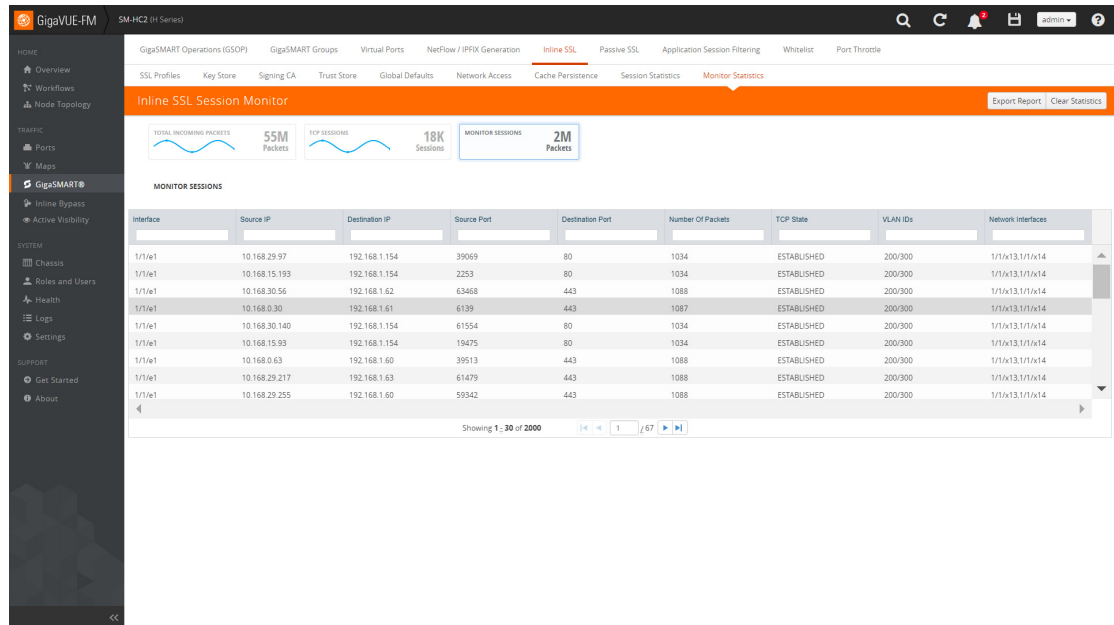 GigaVUE-FM SM-HC2 (H Series) 2 admin
HOME
Overview
Workflows
Node Topology
TRAFFIC
Ports
Maps
GigaSMART®
Inline Bypass
Active Visibility
SYSTEM
Chassis
Roles and Users
Health
Logs
Settings
SUPPORT
Get Started
About
GigaSMART Operations (GSOP) GigaSMART Groups Virtual Ports NetFlow / IPFIX Generation Inline SSL Passive SSL Application Session Filtering Whitelist Port Throttle
SSL Profiles Key Store Signing CA Trust Store Global Defaults Network Access Cache Persistence Session Statistics Monitor Statistics
Inline SSL Session Monitor Export Report Clear Statistics
TOTAL INCOMING PACKETS 55M Packets
TCP SESSIONS 18K Sessions
MONITOR SESSIONS 2M Packets
MONITOR SESSIONS
Interface Source IP Destination IP Source Port Destination Port Number Of Packets TCP State VLAN IDs Network Interfaces
1/1/e1 10.168.29.97 192.168.1.154 39069 80 1034 ESTABLISHED 200/300 1/1/x13,1/1/x14
1/1/e1 10.168.15.193 192.168.1.154 2253 80 1034 ESTABLISHED 200/300 1/1/x13,1/1/x14
1/1/e1 10.168.30.56 192.168.1.62 63468 443 1088 ESTABLISHED 200/300 1/1/x13,1/1/x14
1/1/e1 10.168.0.30 192.168.1.61 6139 443 1087 ESTABLISHED 200/300 1/1/x13,1/1/x14
1/1/e1 10.168.30.140 192.168.1.154 61554 80 1034 ESTABLISHED 200/300 1/1/x13,1/1/x14
1/1/e1 10.168.15.93 192.168.1.154 19475 80 1034 ESTABLISHED 200/300 1/1/x13,1/1/x14
1/1/e1 10.168.0.63 192.168.1.60 39513 443 1088 ESTABLISHED 200/300 1/1/x13,1/1/x14
1/1/e1 10.168.29.217 192.168.1.63 61479 443 1088 ESTABLISHED 200/300 1/1/x13,1/1/x14
1/1/e1 10.168.29.255 192.168.1.60 59342 443 1088 ESTABLISHED 200/300 1/1/x13,1/1/x14
Showing 1 - 30 of 2000 1 / 67